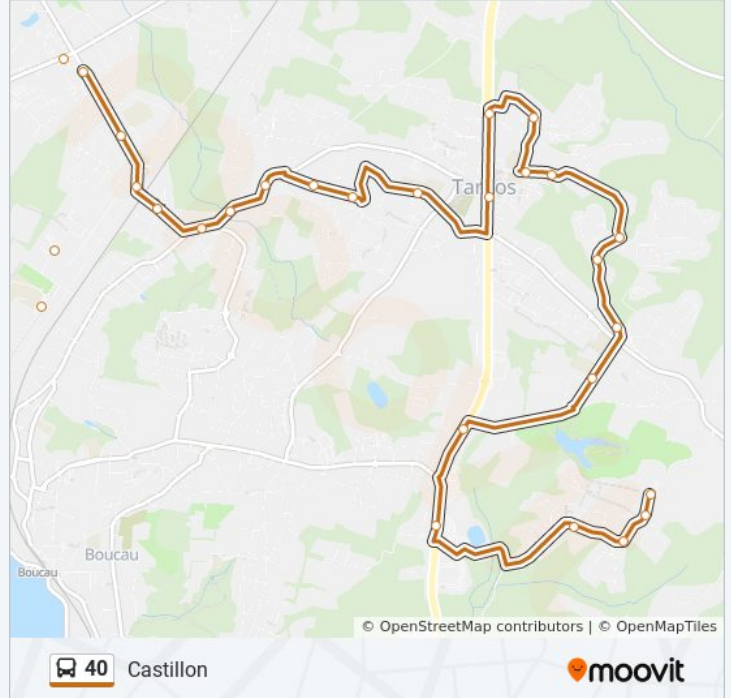 Tarnos
Boucau
Boucau
© OpenStreetMap contributors | © OpenMapTiles
40 Castillon
moovit